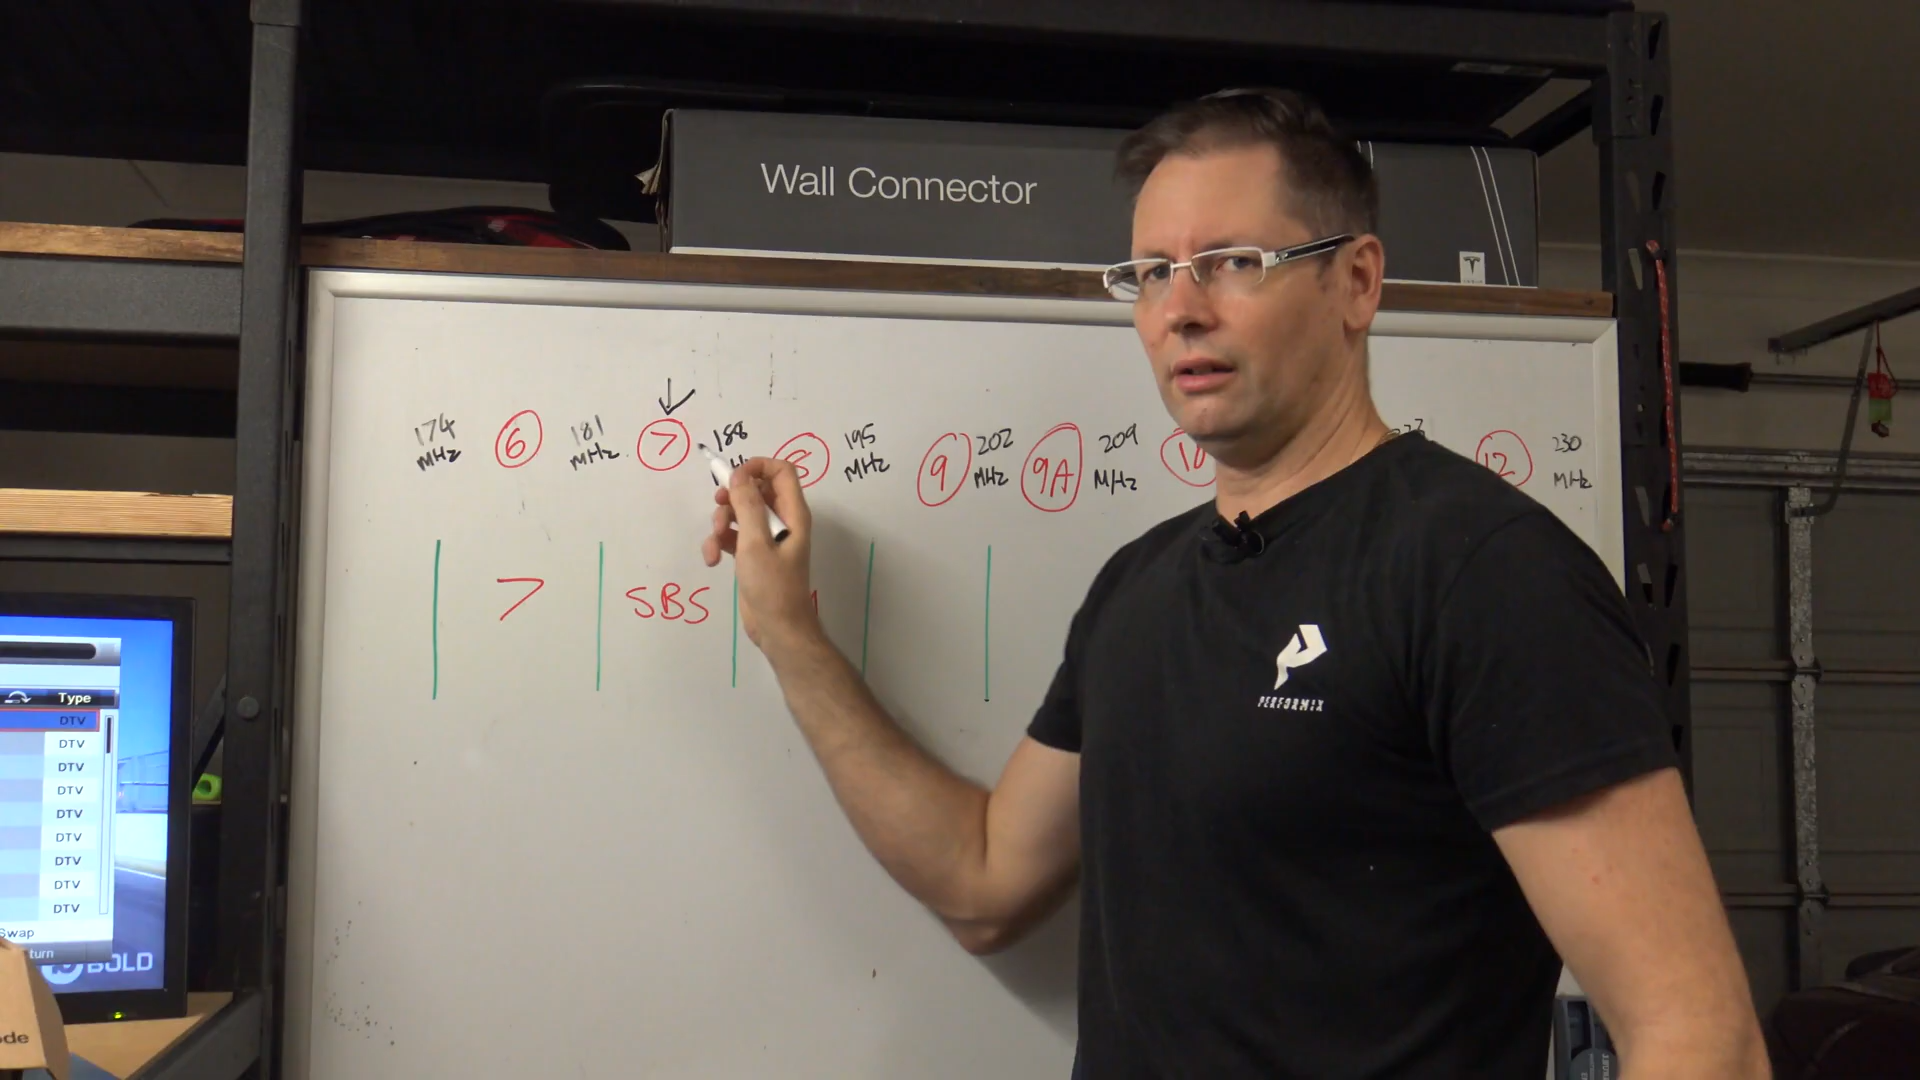 Wall Connector
174 MHz 6 181 MHz 7 188 8 195 MHz 9 202 MHz 9A 209 MHz 10 12 230 MHz
7 SBS
PERFORMIX
Type
DTV
DTV
DTV
DTV
DTV
DTV
DTV
DTV
DTV
Swap
BOLD